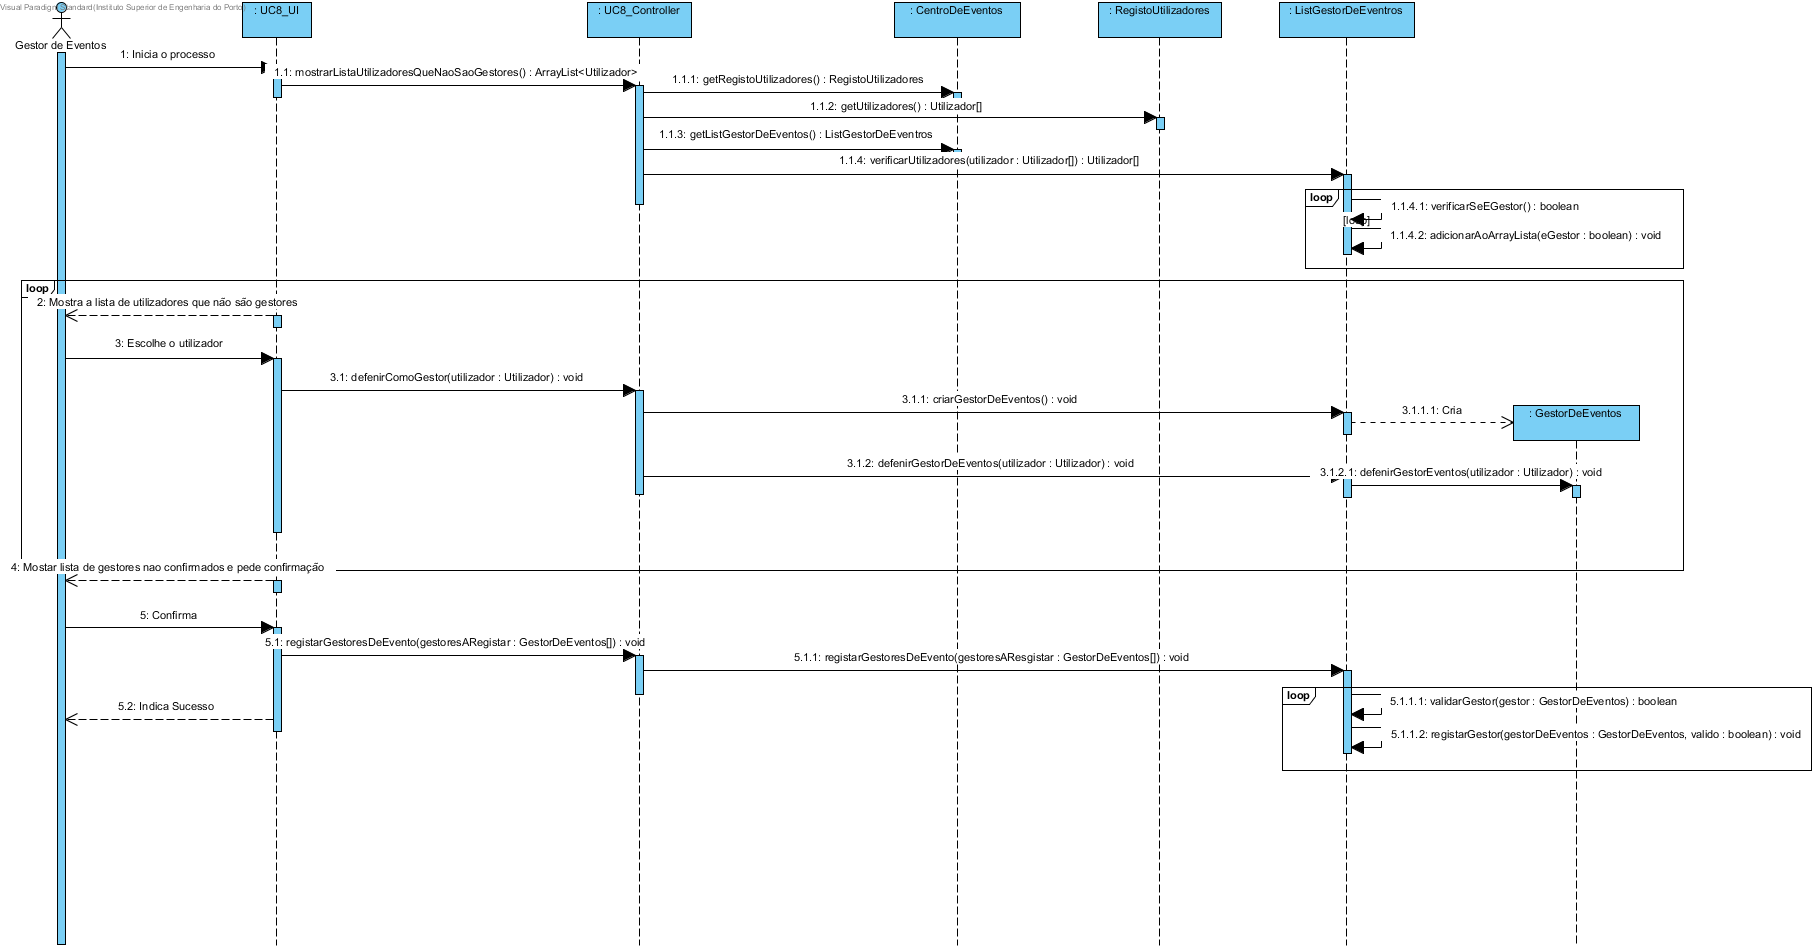 Visual Paradigm Standard(Instituto Superior de Engenharia do Porto)
: UC8_UI
: UC8_Controller
: CentroDeEventos
: RegistoUtilizadores
: ListGestorDeEventros
Gestor de Eventos
1: Inicia o processo
1.1: mostrarListaUtilizadoresQueNaoSaoGestores() : ArrayList<Utilizador>
1.1.1: getRegistoUtilizadores() : RegistoUtilizadores
1.1.2: getUtilizadores() : Utilizador[]
1.1.3: getListGestorDeEventos() : ListGestorDeEventros
1.1.4: verificarUtilizadores(utilizador : Utilizador[]) : Utilizador[]
loop
1.1.4.1: verificarSeEGestor() : boolean
1.1.4.2: adicionarAoArrayLista(eGestor : boolean) : void
loop
2: Mostra a lista de utilizadores que não são gestores
3: Escolhe o utilizador
3.1: defenirComoGestor(utilizador : Utilizador) : void
3.1.1: criarGestorDeEventos() : void
3.1.1.1: Cria
: GestorDeEventos
3.1.2: defenirGestorDeEventos(utilizador : Utilizador) : void
3.1.2.1: defenirGestorEventos(utilizador : Utilizador) : void
4: Mostar lista de gestores nao confirmados e pede confirmação
5: Confirma
5.1: registarGestoresDeEvento(gestoresARegistar : GestorDeEventos[]) : void
5.1.1: registarGestoresDeEvento(gestoresAResgistar : GestorDeEventos[]) : void
loop
5.1.1.1: validarGestor(gestor : GestorDeEventos) : boolean
5.2: Indica Sucesso
5.1.1.2: registarGestor(gestorDeEventos : GestorDeEventos, valido : boolean) : void